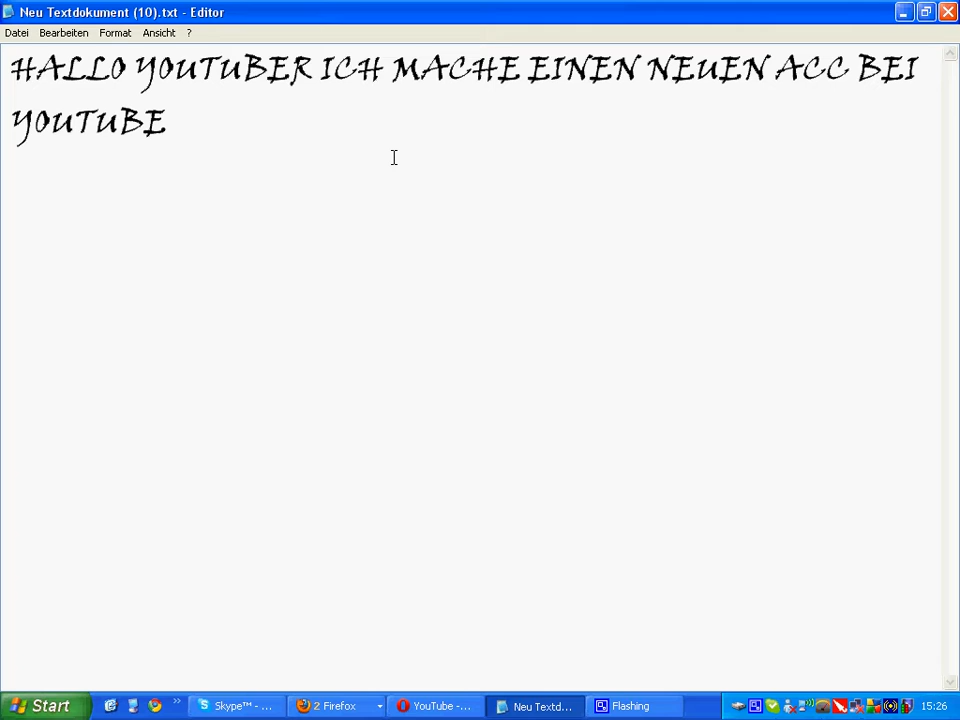 Neu Textdokument (10).txt - Editor
Datei Bearbeiten Format Ansicht ?
HALLO YOUTUBER ICH MACHE EINEN NEUEN ACC BEI
YOUTUBE
Start Skype™ - ... 2 Firefox YouTube -... Neu Textd... Flashing 15:26